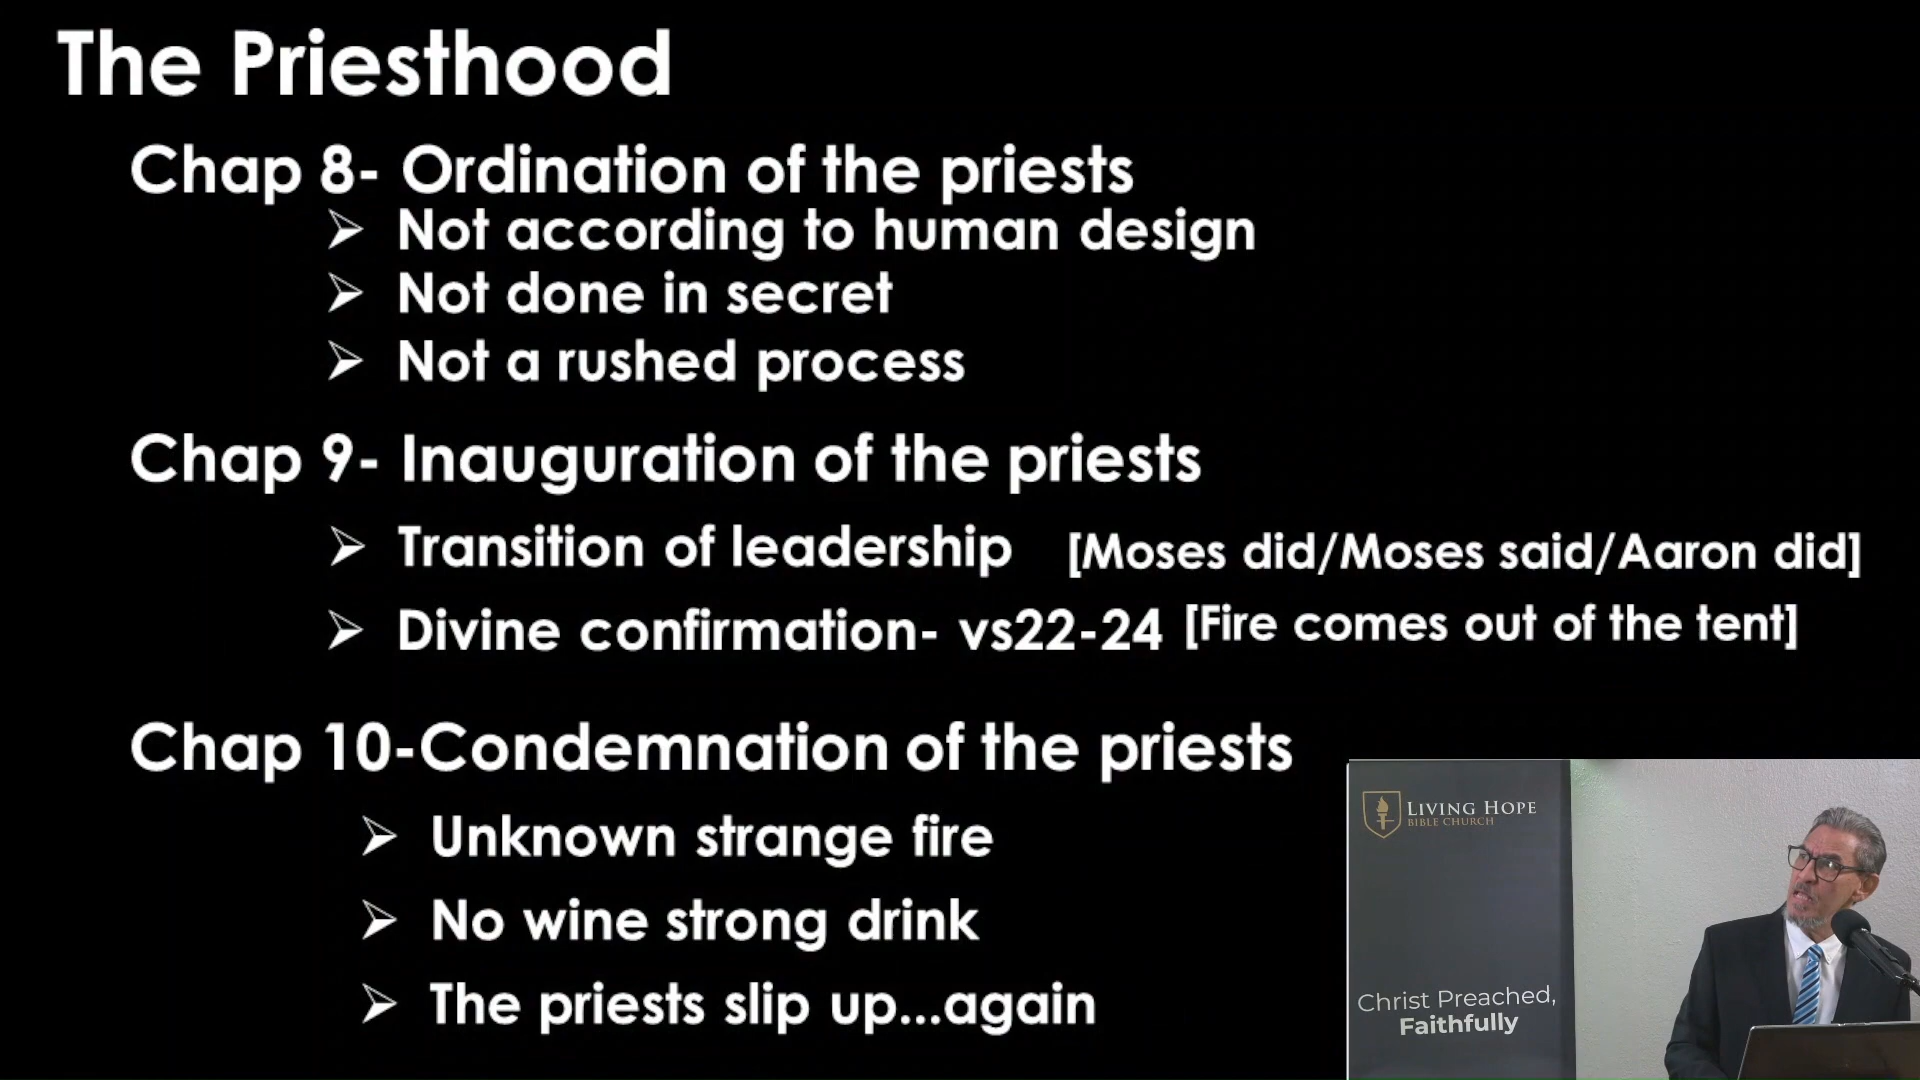 The Priesthood
Chap 8- Ordination of the priests
Not according to human design
Not done in secret
Not a rushed process
Chap 9- Inauguration of the priests
Transition of leadership [Moses did/Moses said/Aaron did]
Divine confirmation- vs22-24 [Fire comes out of the tent]
Chap 10-Condemnation of the priests
Unknown strange fire
No wine strong drink
The priests slip up...again
LIVING HOPE
BIBLE CHURCH
Christ Preached,
Faithfully